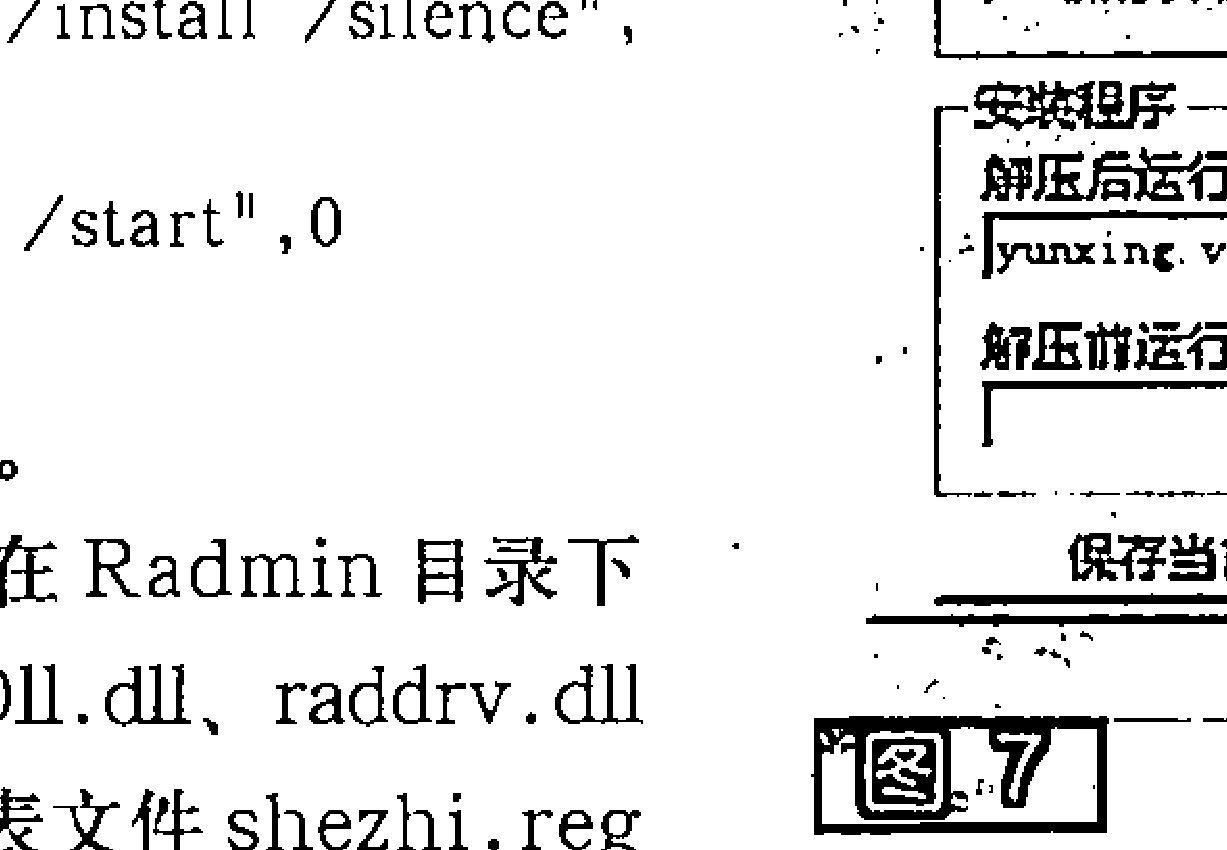 /install /silence",
/start",0
。
在 Radmin 目录下
ll.dll、raddrv.dll
表文件 shezhi.reg
安装程序
解压后运行
yunxing.v
解压前运行
保存当
图 7